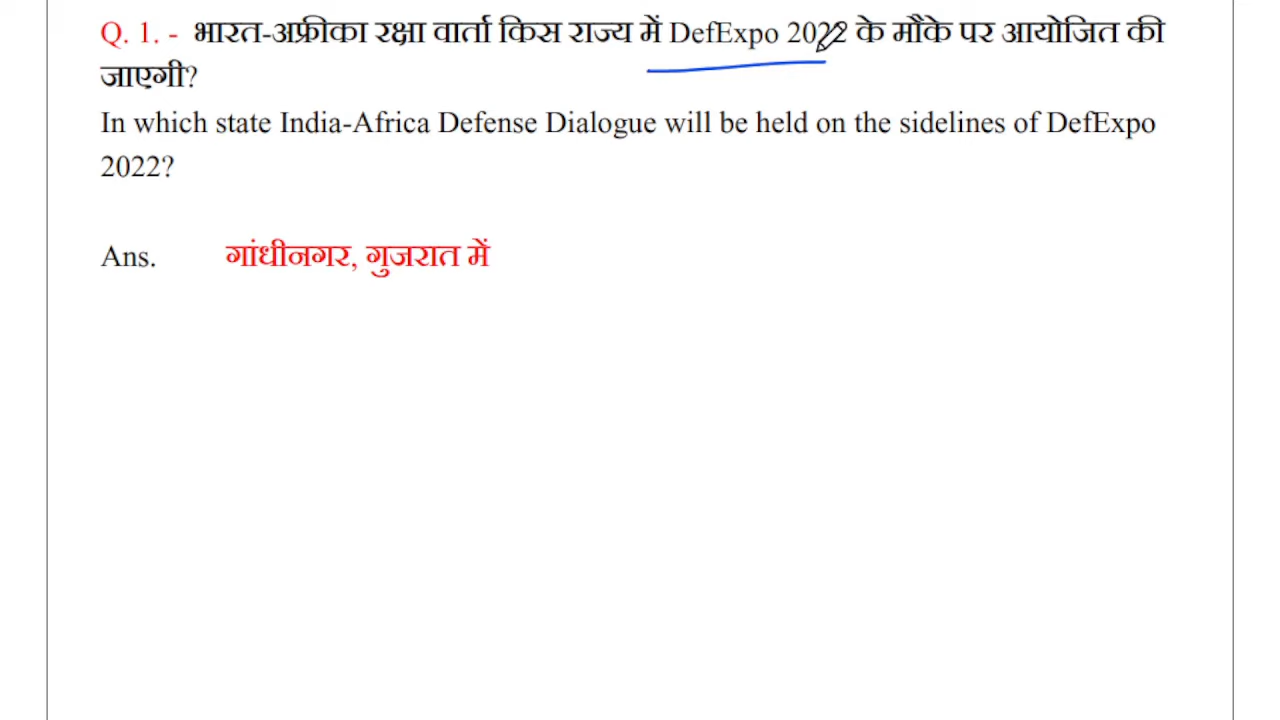 Q. 1. - भारत-अफ्रीका रक्षा वार्ता किस राज्य में DefExpo 2022 के मौके पर आयोजित की
जाएगी?
In which state India-Africa Defense Dialogue will be held on the sidelines of DefExpo
2022?
Ans. गांधीनगर, गुजरात में